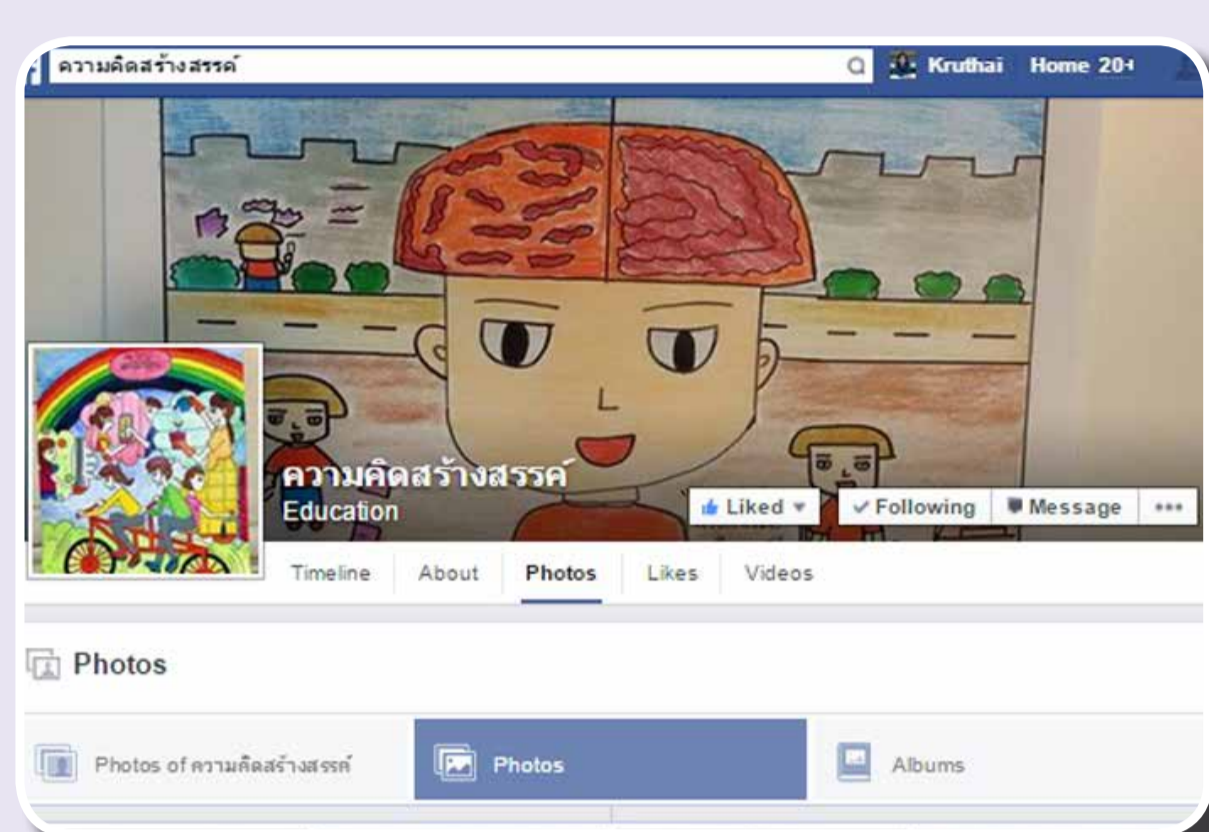 ความคิดสร้างสรรค์
Kruthai Home 20+
ความคิดสร้างสรรค์
Education
Liked
Following
Message
Timeline
About
Photos
Likes
Videos
Photos
Photos of ความคิดสร้างสรรค์
Photos
Albums